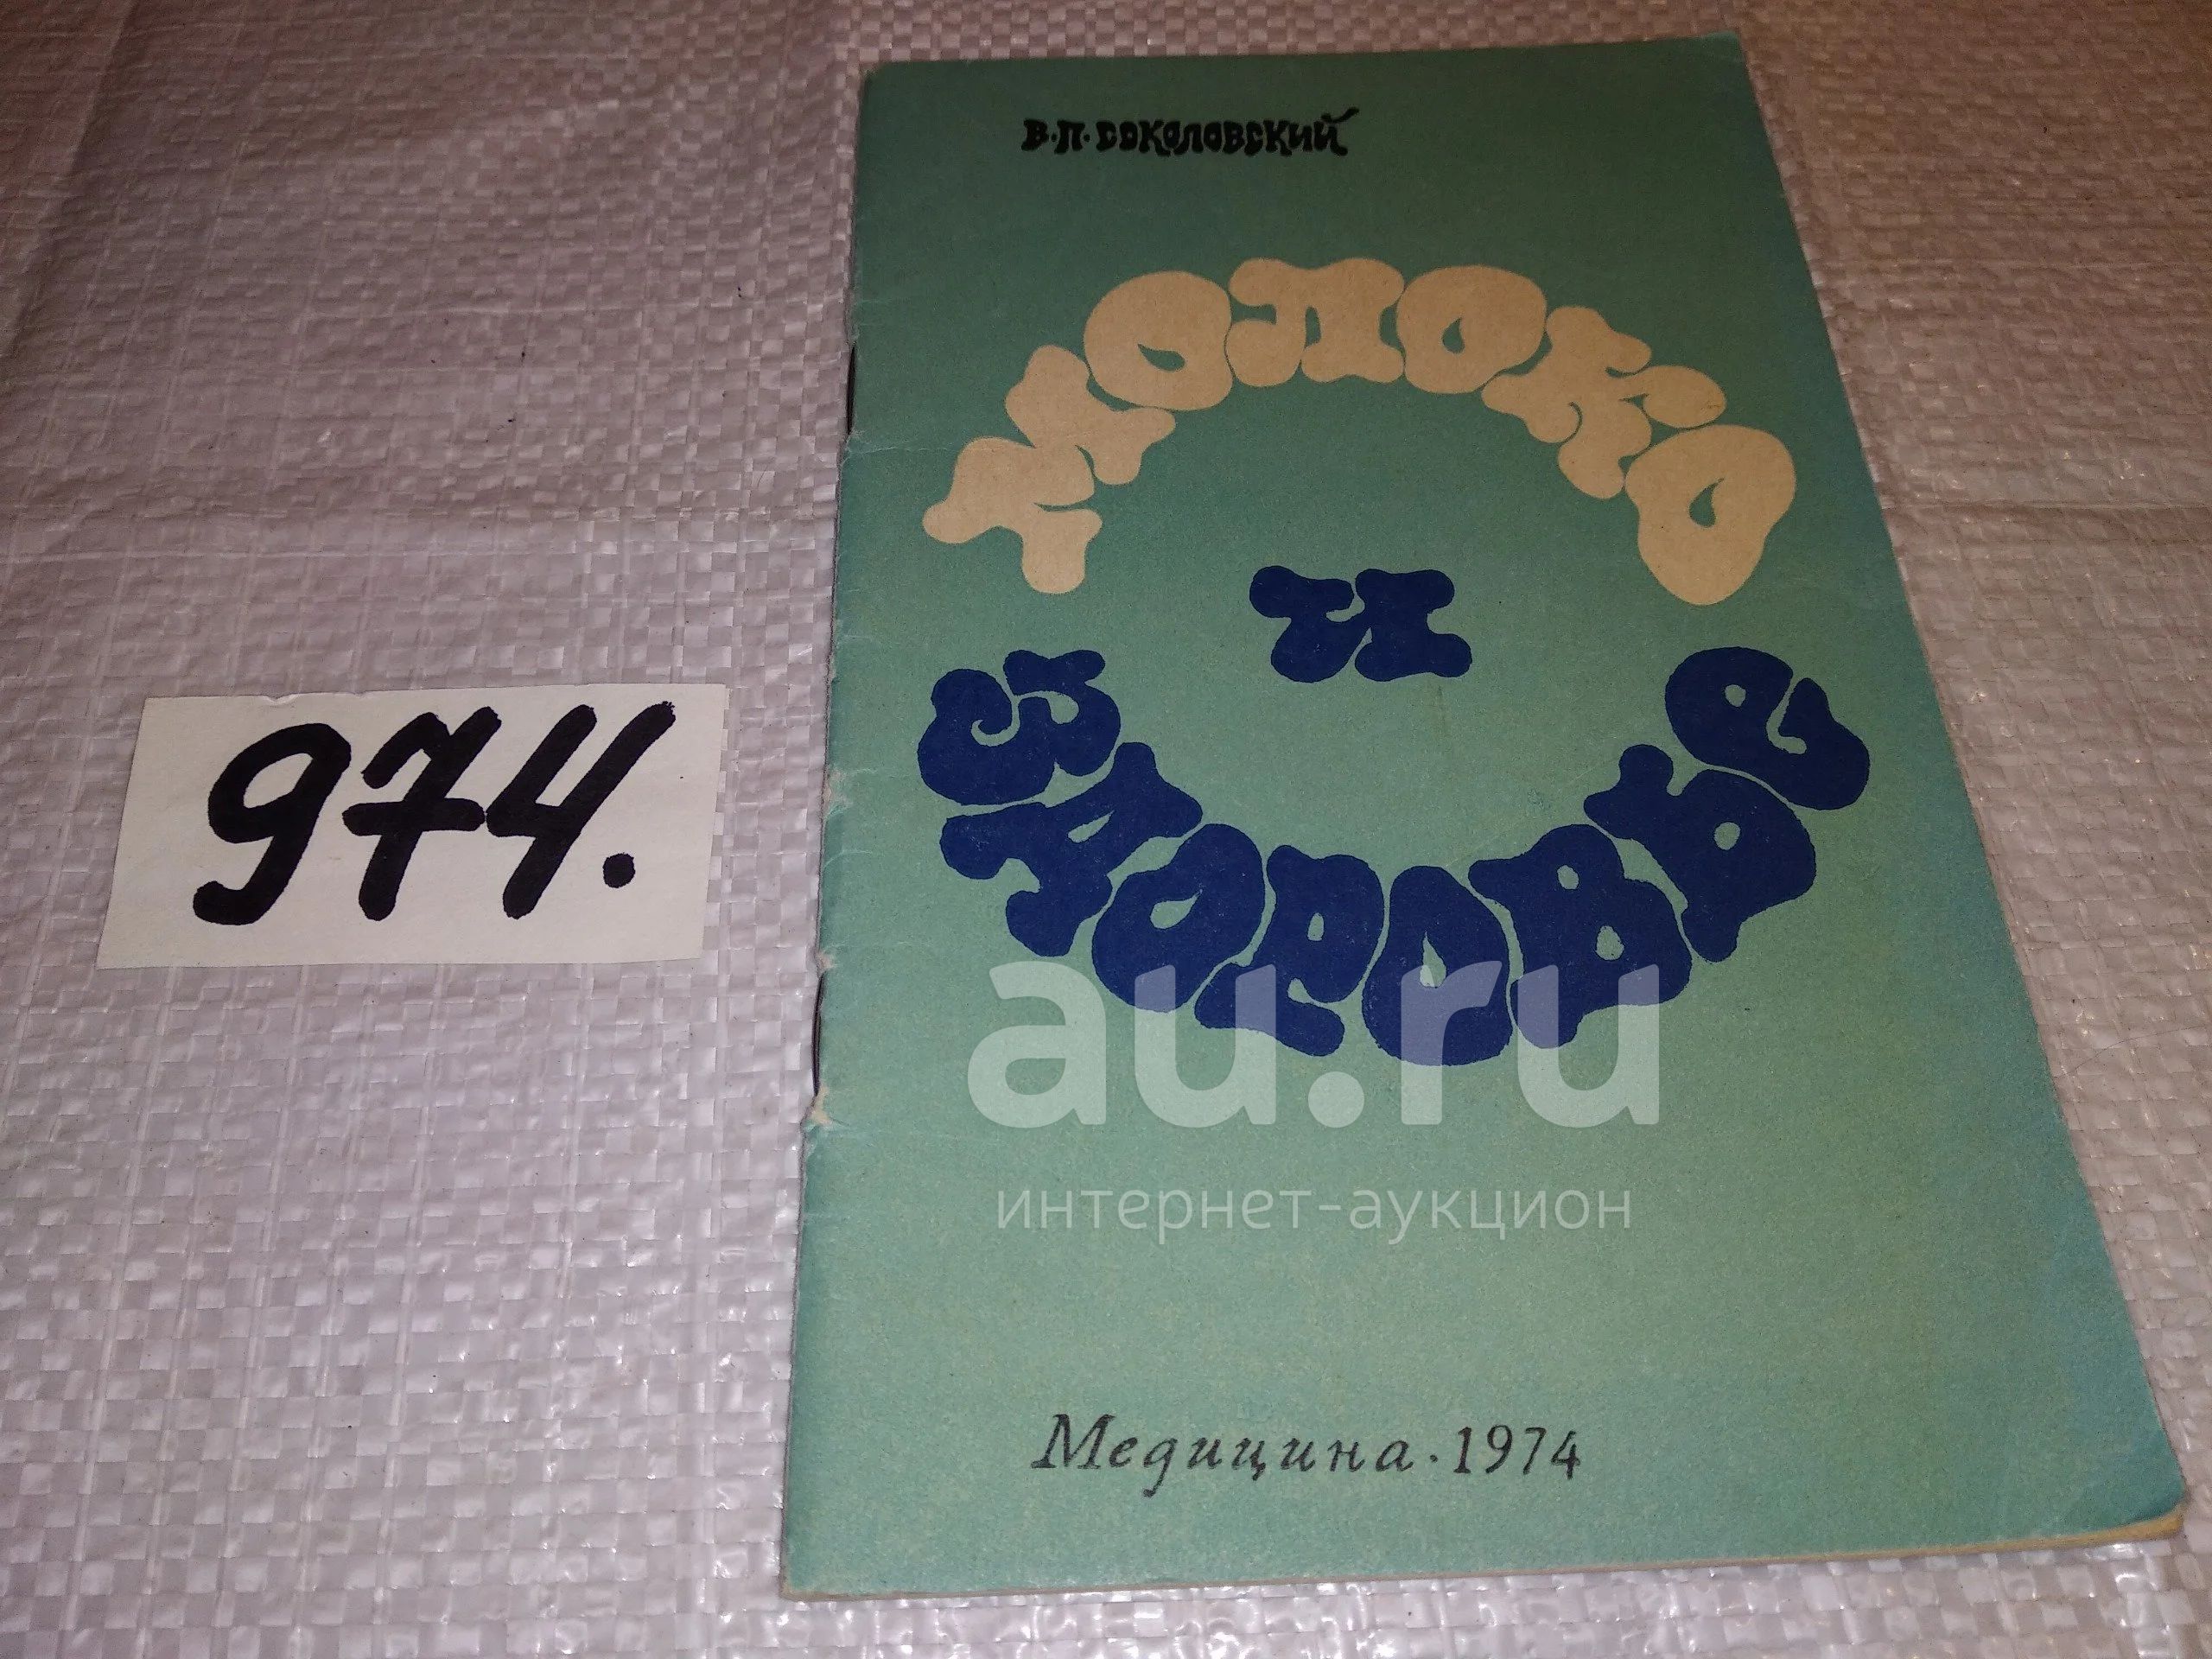 В.П. СОКОЛОВСКИЙ
МОЛОКО
И
ЗДОРОВЬЕ
974.
au.ru
интернет-аукцион
Медицина · 1974